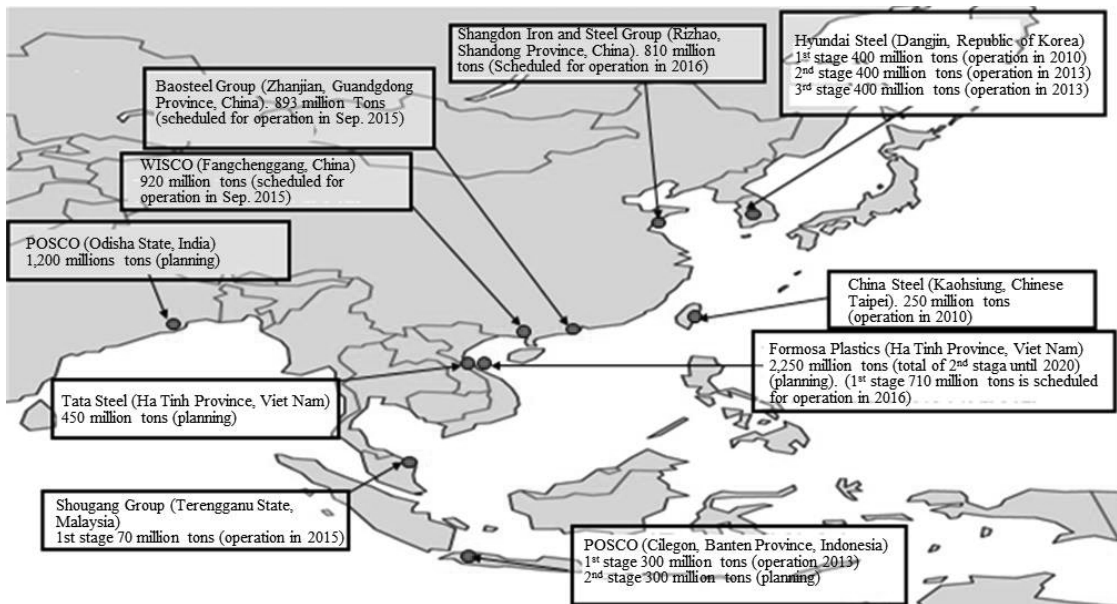 Shangdon Iron and Steel Group (Rizhao,
Shandong Province, China). 810 million
tons (Scheduled for operation in 2016)
Hyundai Steel (Dangjin, Republic of Korea)
1st stage 400 million tons (operation in 2010)
2nd stage 400 million tons (operation in 2013)
3rd stage 400 million tons (operation in 2013)
Baosteel Group (Zhanjian, Guandgdong
Province, China). 893 million Tons
(scheduled for operation in Sep. 2015)
WISCO (Fangchenggang, China)
920 million tons (scheduled for
operation in Sep. 2015)
POSCO (Odisha State, India)
1,200 millions tons (planning)
China Steel (Kaohsiung, Chinese
Taipei). 250 million tons
(operation in 2010)
Formosa Plastics (Ha Tinh Province, Viet Nam)
2,250 million tons (total of 2nd staga until 2020)
(planning). (1st stage 710 million tons is scheduled
for operation in 2016)
Tata Steel (Ha Tinh Province, Viet Nam)
450 million tons (planning)
Shougang Group (Terengganu State,
Malaysia)
1st stage 70 million tons (operation in 2015)
POSCO (Cilegon, Banten Province, Indonesia)
1st stage 300 million tons (operation 2013)
2nd stage 300 million tons (planning)